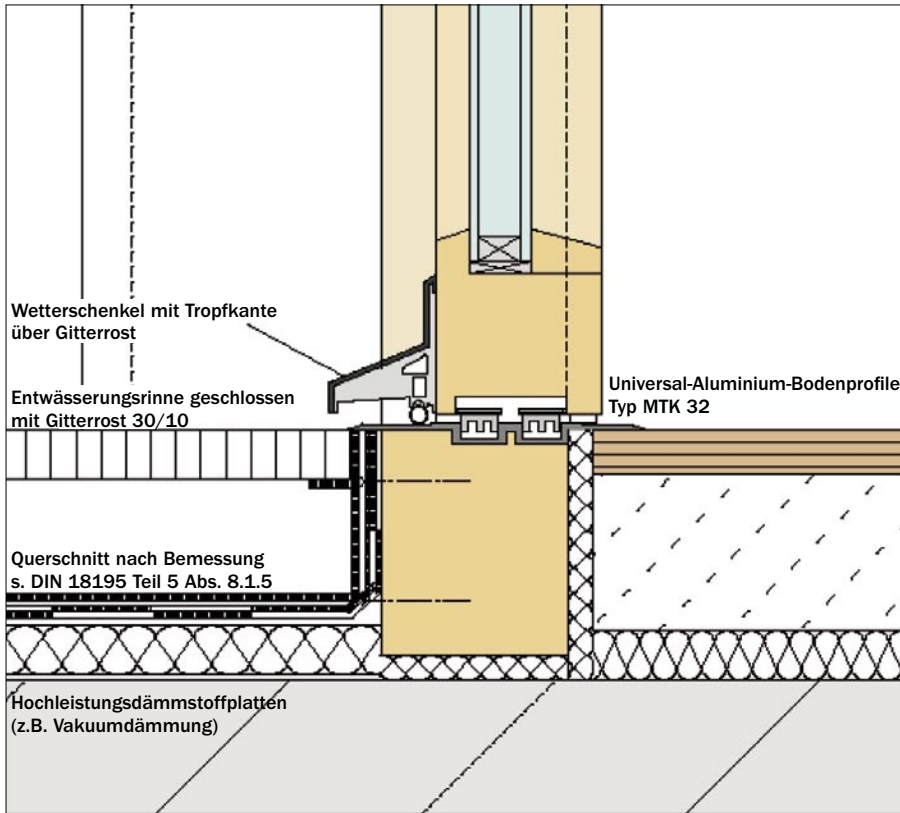 Wetterschenkel mit Tropfkante
über Gitterrost
Entwässerungsrinne geschlossen
mit Gitterrost 30/10
Universal-Aluminium-Bodenprofile
Typ MTK 32
Querschnitt nach Bemessung
s. DIN 18195 Teil 5 Abs. 8.1.5
Hochleistungsdämmstoffplatten
(z.B. Vakuumdämmung)